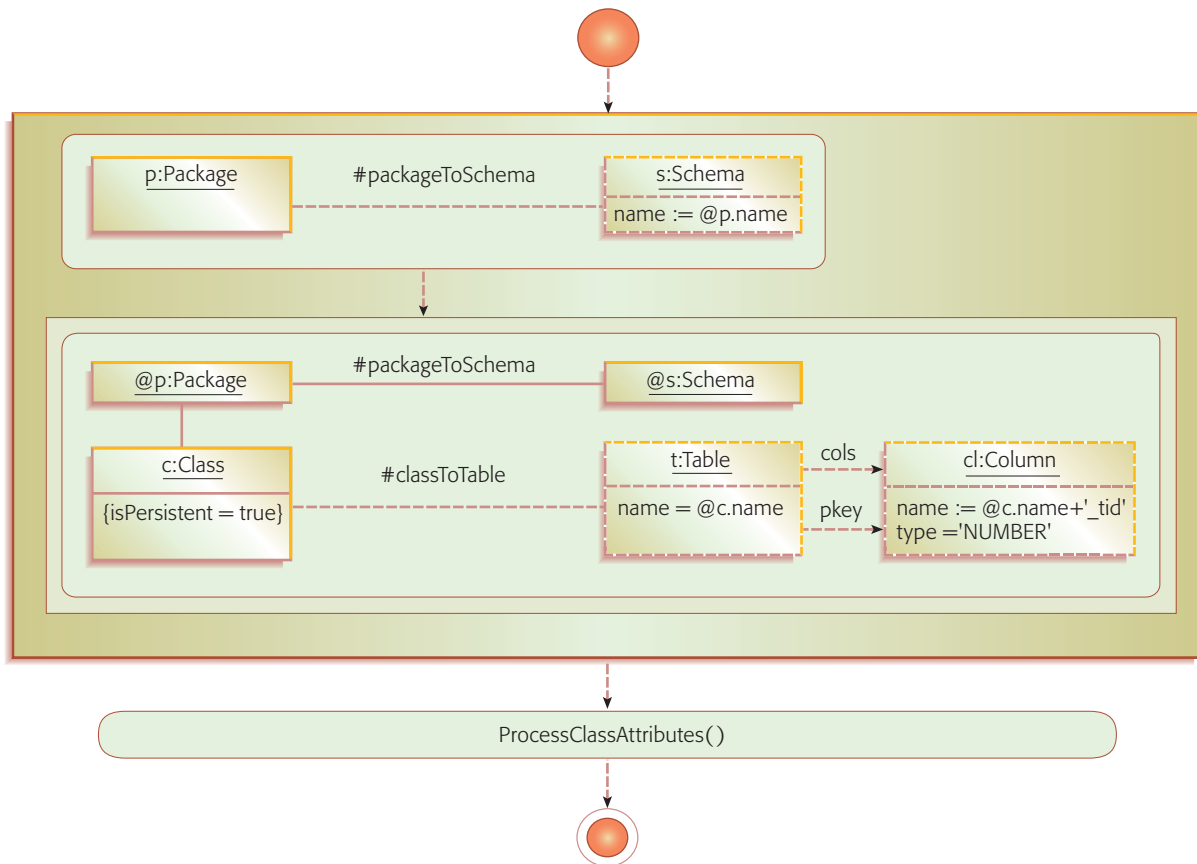 p:Package
#packageToSchema
s:Schema
name := @p.name
@p:Package
#packageToSchema
@s:Schema
c:Class
{isPersistent = true}
#classToTable
t:Table
name = @c.name
cols
pkey
cl:Column
name := @c.name+'_tid'
type ='NUMBER'
ProcessClassAttributes()